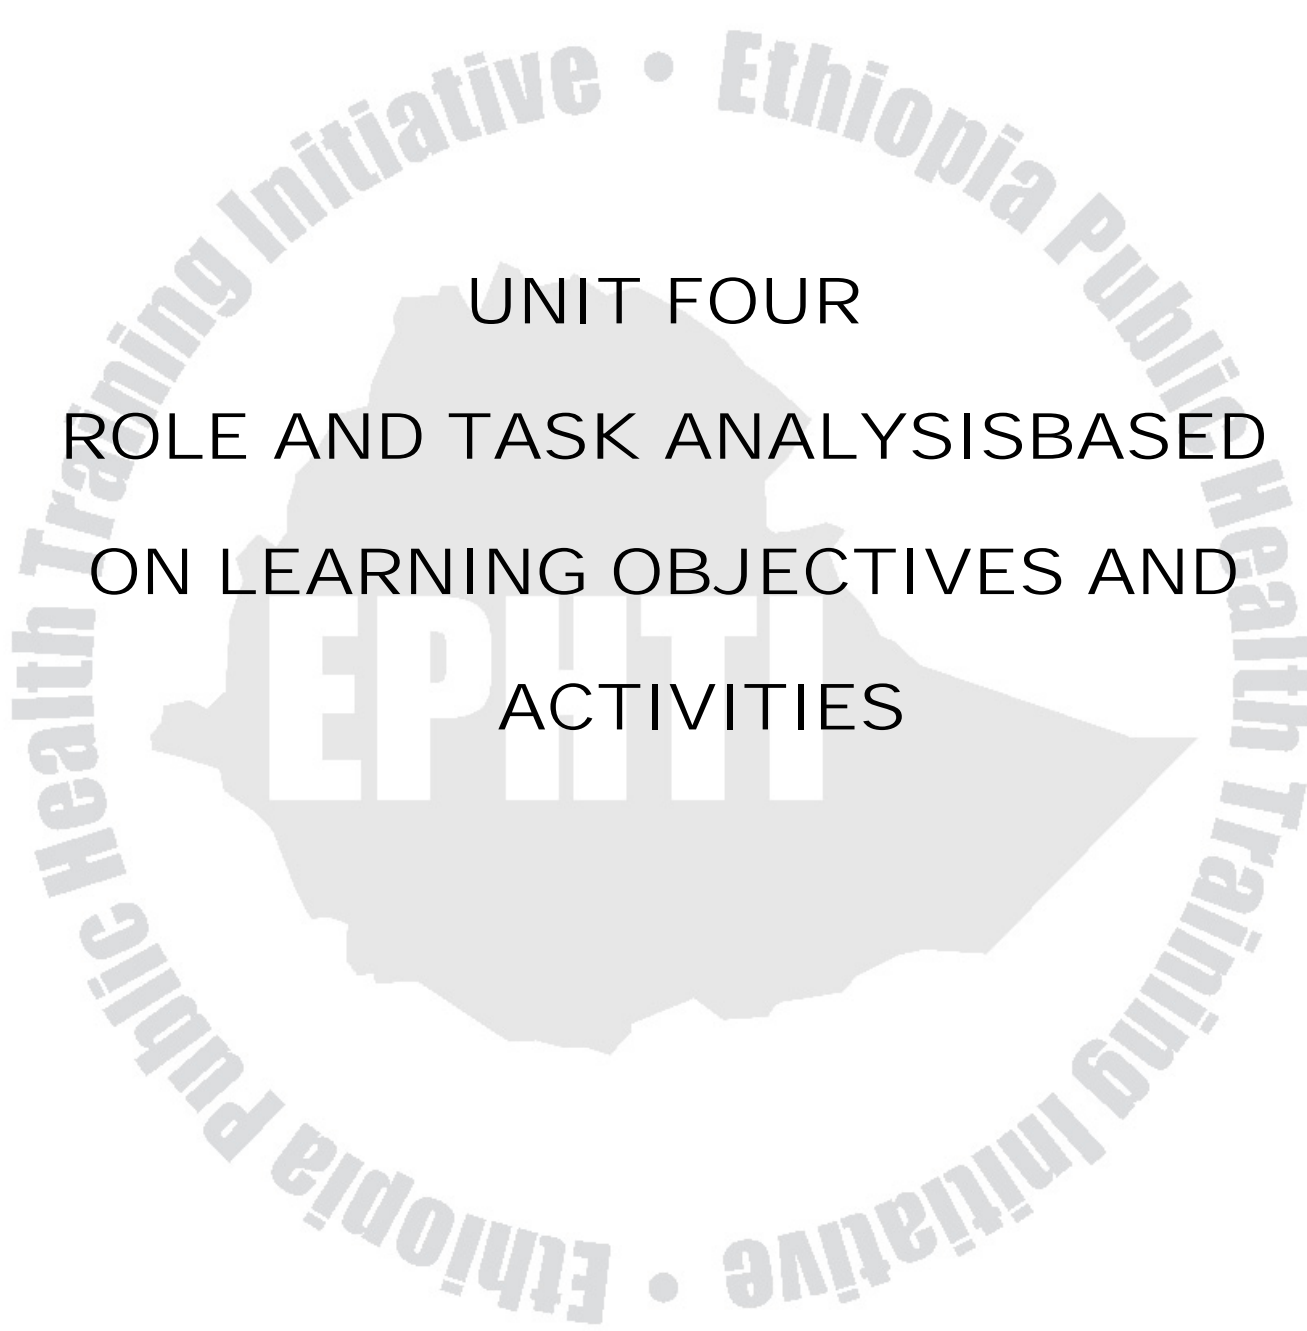 UNIT FOUR
ROLE AND TASK ANALYSISBASED
ON LEARNING OBJECTIVES AND
ACTIVITIES
EPHTI
Ethiopia Public Health Training Initiative • Ethiopia Public Health Training Initiative •